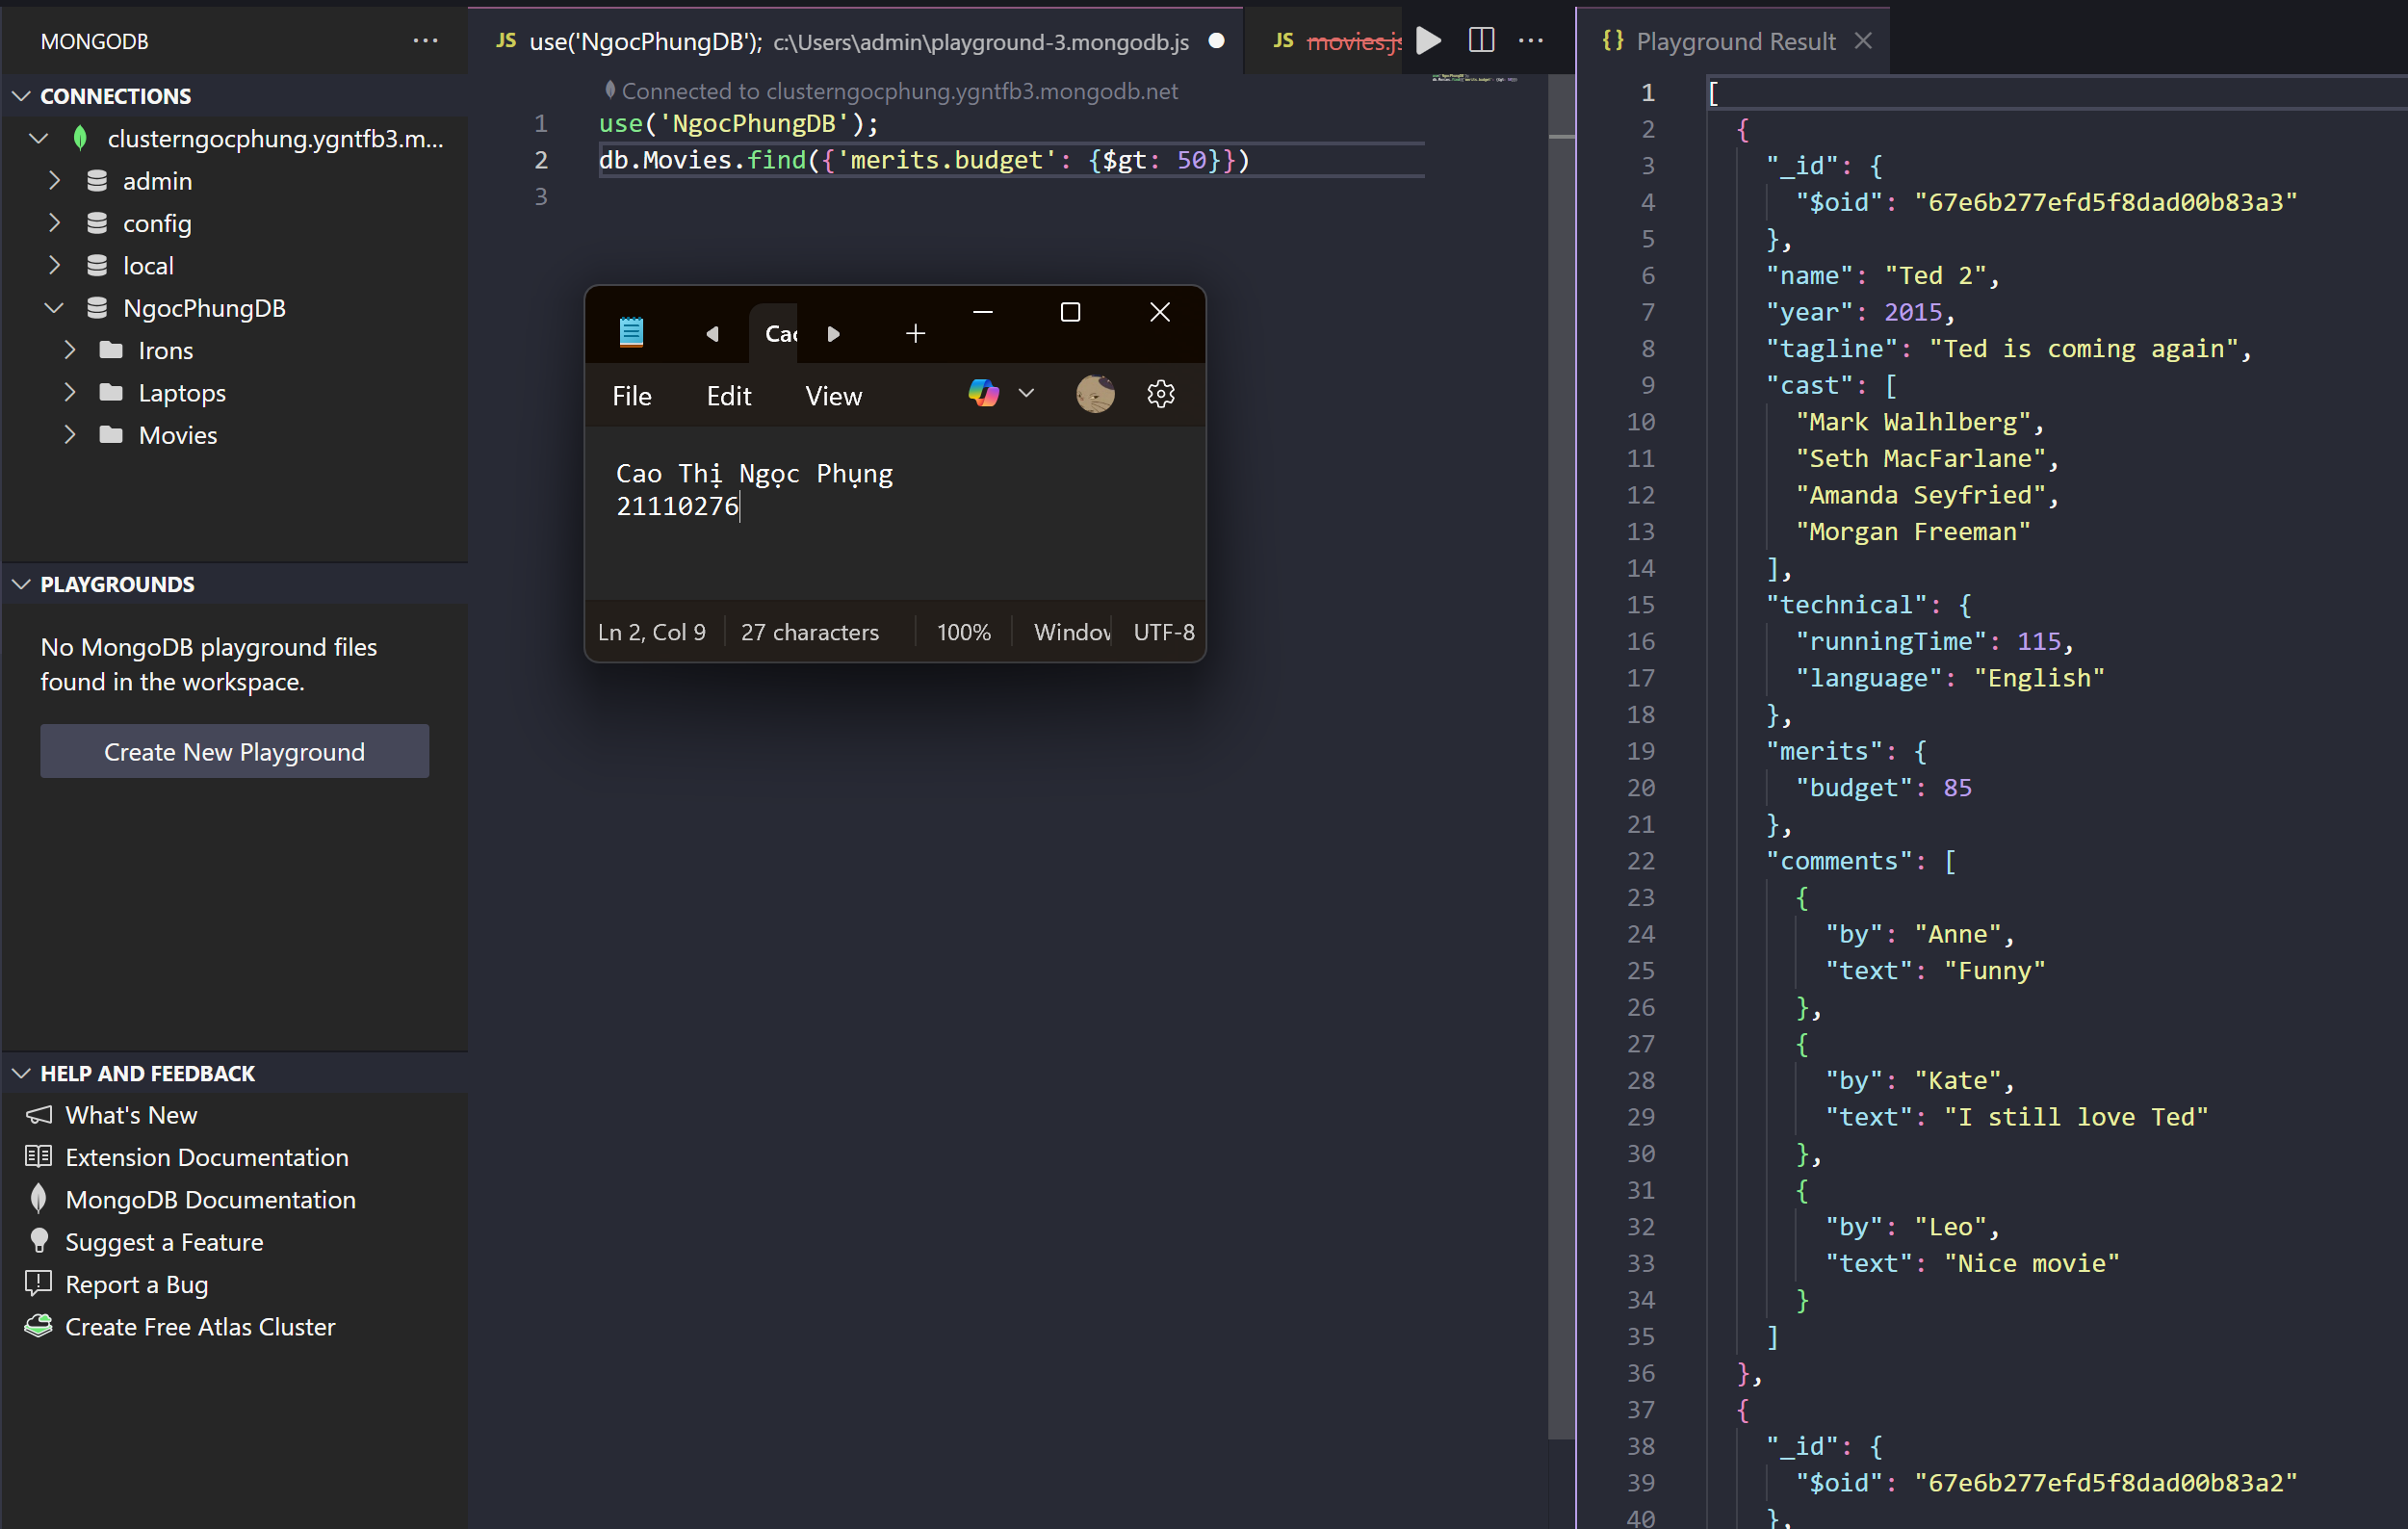 MONGODB
CONNECTIONS
clusterngocphung.ygntfb3.m...
admin
config
local
NgocPhungDB
Irons
Laptops
Movies
PLAYGROUNDS
No MongoDB playground files
found in the workspace.
Create New Playground
HELP AND FEEDBACK
What's New
Extension Documentation
MongoDB Documentation
Suggest a Feature
Report a Bug
Create Free Atlas Cluster
JS use('NgocPhungDB'); c:\Users\admin\playground-3.mongodb.js
JS movies.js
Connected to clusterngocphung.ygntfb3.mongodb.net
1 use('NgocPhungDB');
2 db.Movies.find({'merits.budget': {$gt: 50}})
3
Cao
File Edit View
Cao Thị Ngọc Phụng
21110276
Ln 2, Col 9 27 characters 100% Window UTF-8
{} Playground Result
1 [
2 {
3 "_id": {
4 "$oid": "67e6b277efd5f8dad00b83a3"
5 },
6 "name": "Ted 2",
7 "year": 2015,
8 "tagline": "Ted is coming again",
9 "cast": [
10 "Mark Walhlberg",
11 "Seth MacFarlane",
12 "Amanda Seyfried",
13 "Morgan Freeman"
14 ],
15 "technical": {
16 "runningTime": 115,
17 "language": "English"
18 },
19 "merits": {
20 "budget": 85
21 },
22 "comments": [
23 {
24 "by": "Anne",
25 "text": "Funny"
26 },
27 {
28 "by": "Kate",
29 "text": "I still love Ted"
30 },
31 {
32 "by": "Leo",
33 "text": "Nice movie"
34 }
35 ]
36 },
37 {
38 "_id": {
39 "$oid": "67e6b277efd5f8dad00b83a2"
40 },